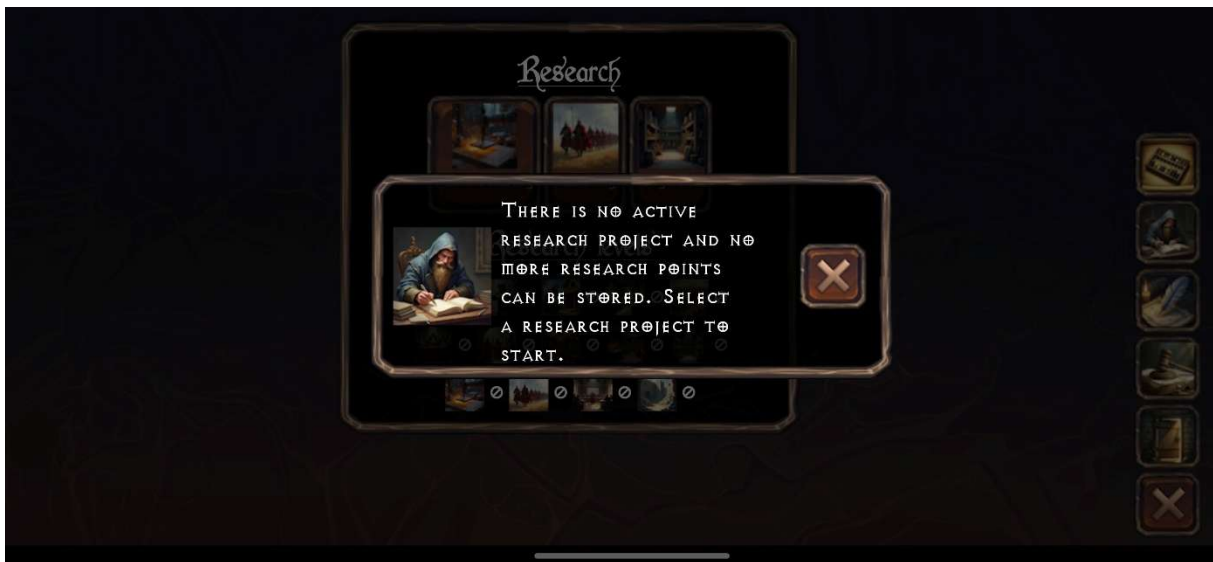 Research
There is no active
research project and no
more research points
can be stored. Select
a research project to
start.